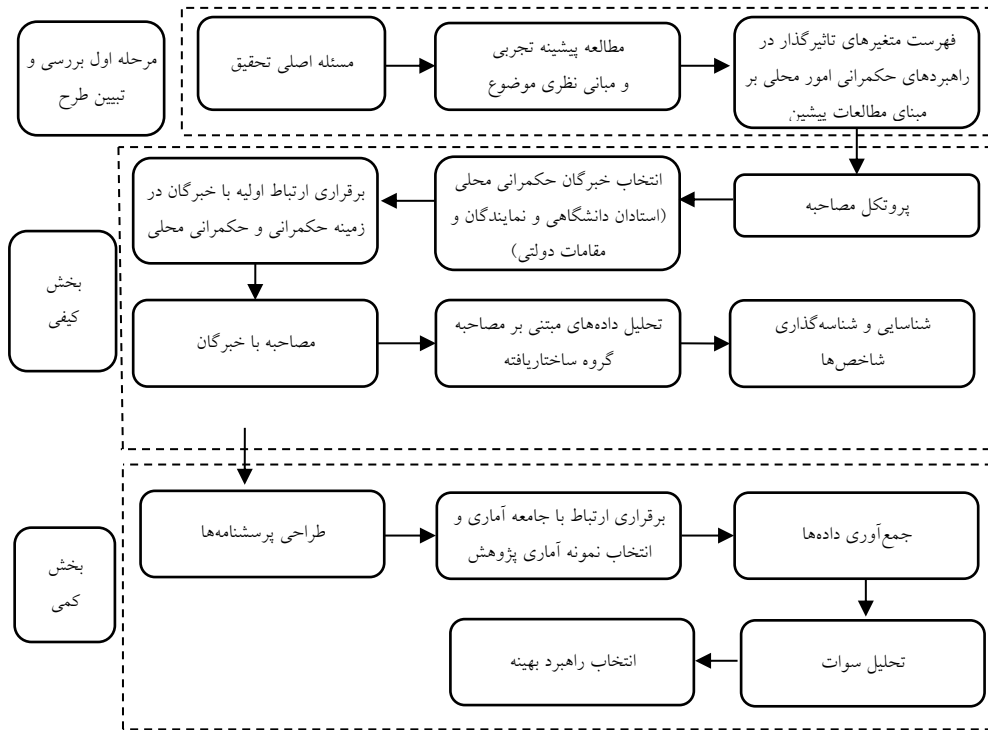 مرحله اول بررسی و
تبیین طرح
مسئله اصلی تحقیق
مطالعه پیشینه تجربی
و مبانی نظری موضوع
فهرست متغیرهای تاثیرگذار در
راهبردهای حکمرانی امور محلی بر
مبنای مطالعات پیشین
بخش
کیفی
پروتکل مصاحبه
انتخاب خبرگان حکمرانی محلی
(استادان دانشگاهی و نمایندگان و
مقامات دولتی)
برقراری ارتباط اولیه با خبرگان در
زمینه حکمرانی و حکمرانی محلی
مصاحبه با خبرگان
تحلیل داده‌های مبتنی بر مصاحبه
گروه ساختاریافته
شناسایی و شناسه‌گذاری
شاخص‌ها
بخش
کمی
طراحی پرسشنامه‌ها
برقراری ارتباط با جامعه آماری و
انتخاب نمونه آماری پژوهش
جمع‌آوری داده‌ها
تحلیل سوات
انتخاب راهبرد بهینه